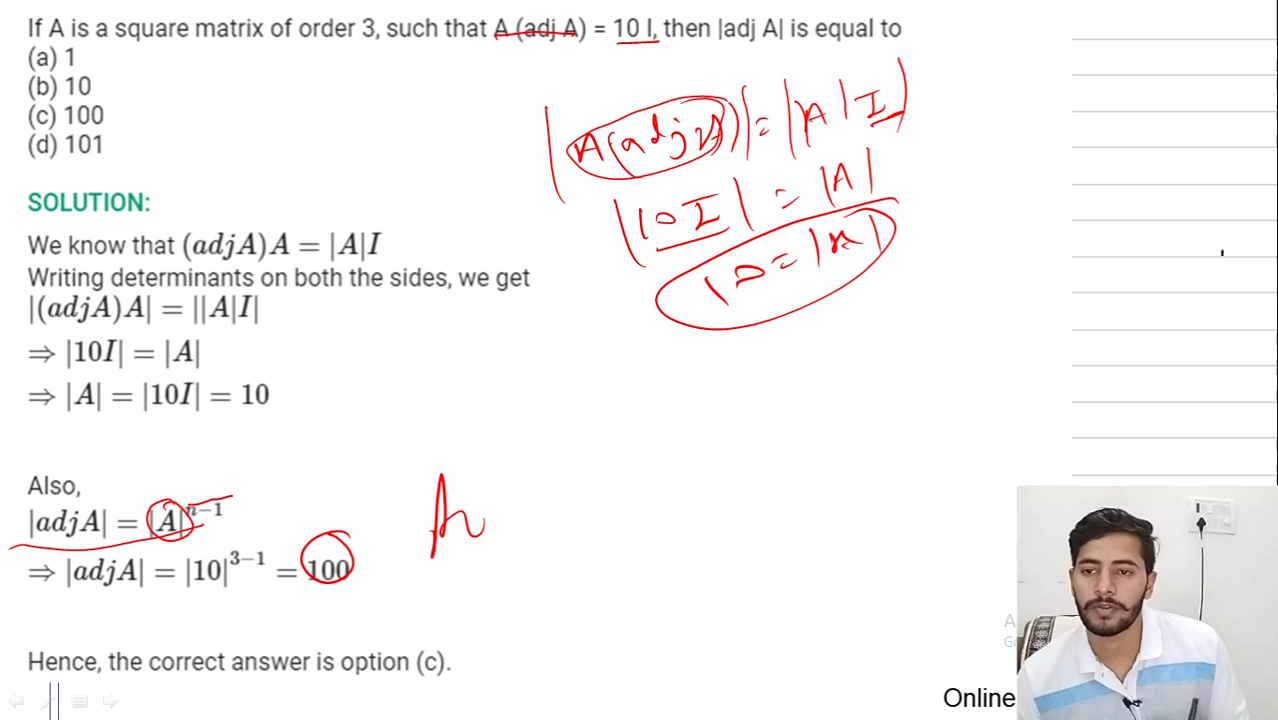 If A is a square matrix of order 3, such that A (adj A) = 10 I, then |adj A| is equal to
(a) 1
(b) 10
(c) 100
(d) 101
|A(adjA)| = |A|I|
|10I| = |A|
10 = |A|
SOLUTION:
We know that (adjA)A = |A|I
Writing determinants on both the sides, we get
|(adjA)A| = ||A|I|
⇒ |10I| = |A|
⇒ |A| = |10I| = 10
Also,
|adjA| = |A|ⁿ⁻¹
⇒ |adjA| = |10|³⁻¹ = 100
Hence, the correct answer is option (c).
Online